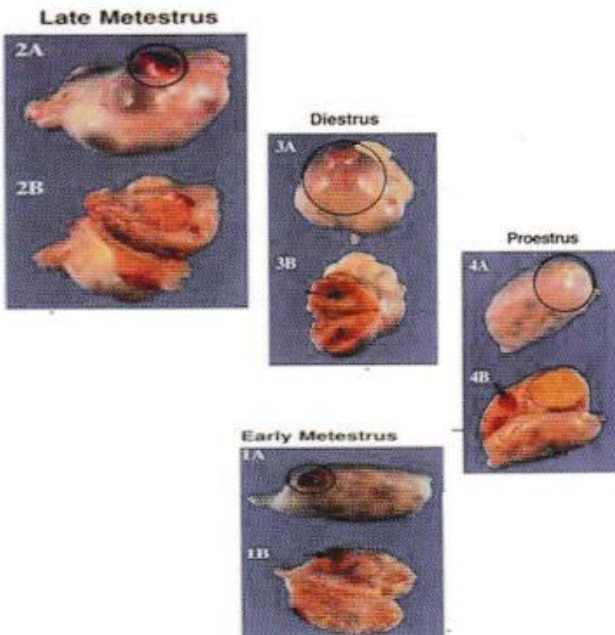 Late Metestrus
2A
2B
Diestrus
3A
3B
Proestrus
4A
4B
Early Metestrus
1A
1B